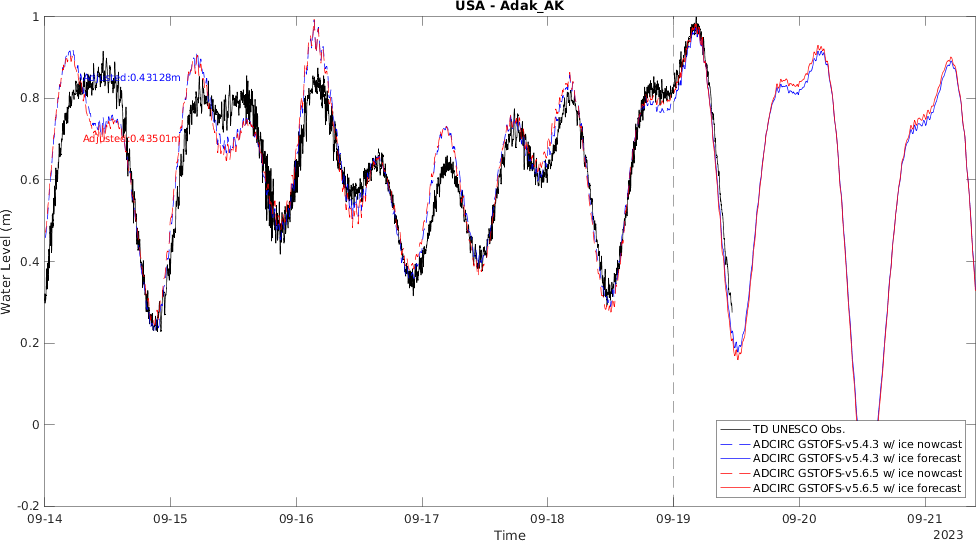 USA - Adak_AK
1
0.8
0.6
0.4
0.2
0
-0.2
Water Level (m)
Adjusted:0.43128m
Adjusted:0.43501m
TD UNESCO Obs.
ADCIRC GSTOFS-v5.4.3 w/ ice nowcast
ADCIRC GSTOFS-v5.4.3 w/ ice forecast
ADCIRC GSTOFS-v5.6.5 w/ ice nowcast
ADCIRC GSTOFS-v5.6.5 w/ ice forecast
09-14 09-15 09-16 09-17 09-18 09-19 09-20 09-21
Time
2023